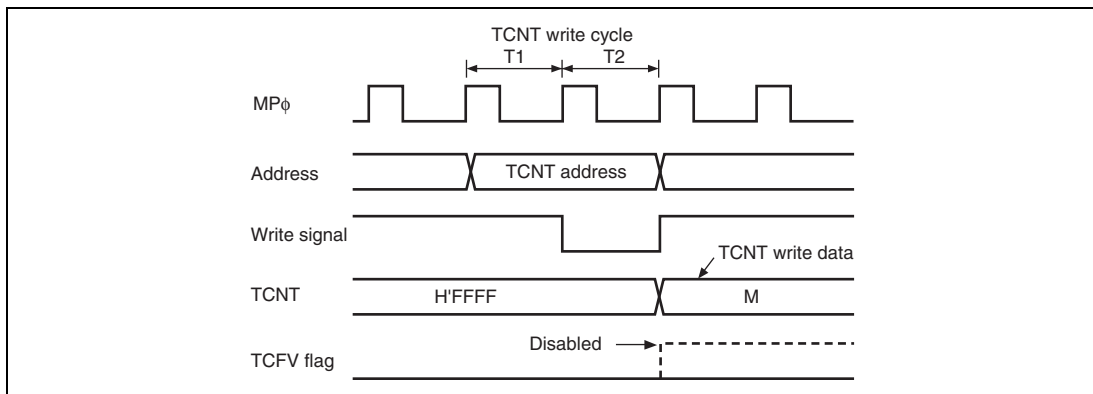 TCNT write cycle
T1 T2
MPϕ
Address TCNT address
Write signal
TCNT write data
TCNT H'FFFF M
Disabled
TCFV flag